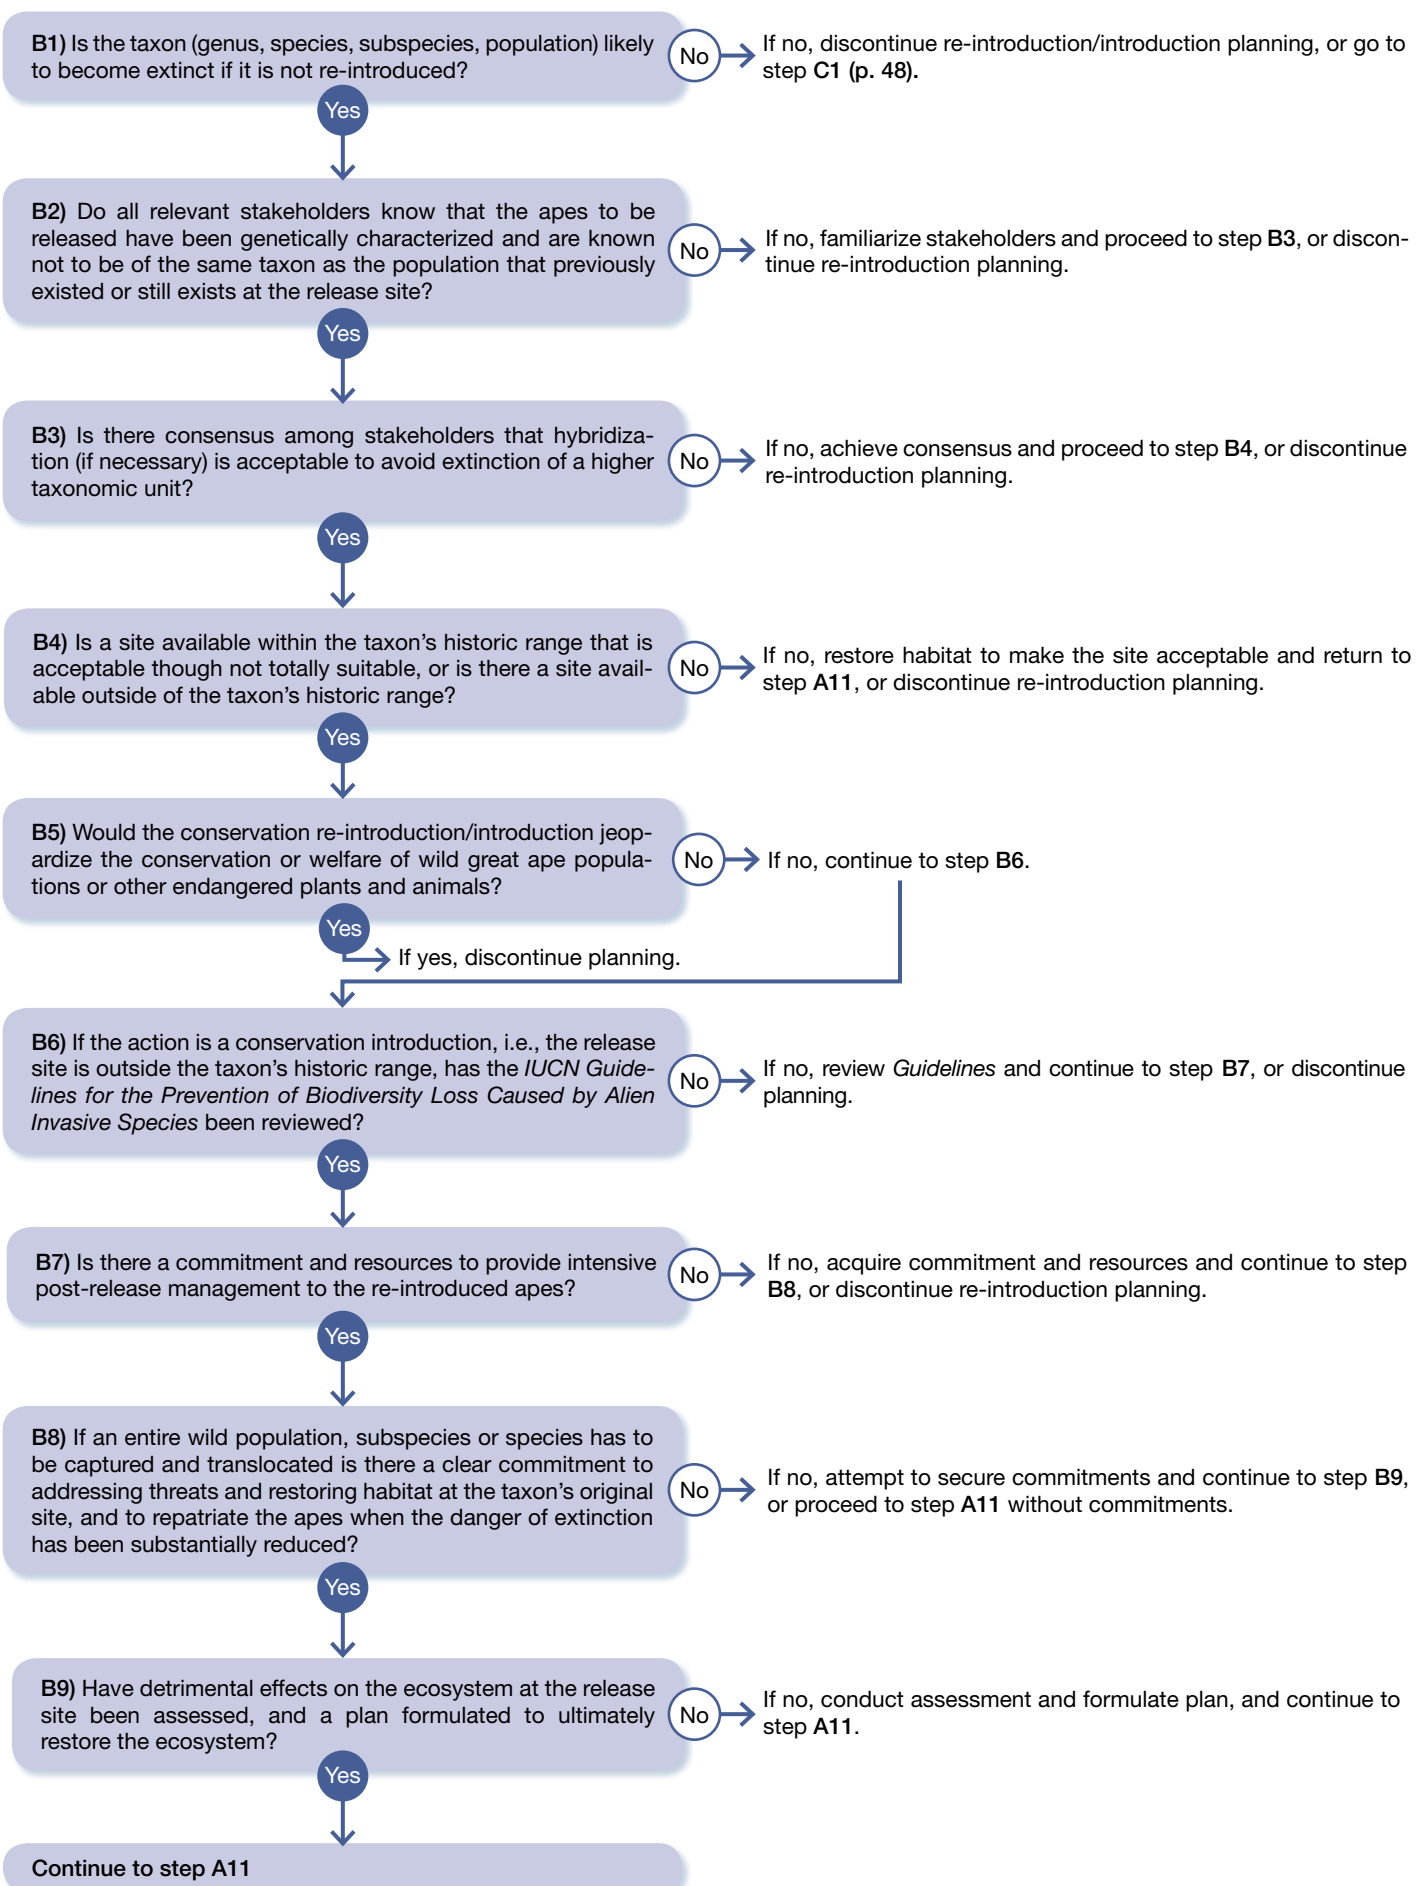 B1) Is the taxon (genus, species, subspecies, population) likely
to become extinct if it is not re-introduced?
No
If no, discontinue re-introduction/introduction planning, or go to
step C1 (p. 48).
Yes
B2) Do all relevant stakeholders know that the apes to be
released have been genetically characterized and are known
not to be of the same taxon as the population that previously
existed or still exists at the release site?
No
If no, familiarize stakeholders and proceed to step B3, or discon-
tinue re-introduction planning.
Yes
B3) Is there consensus among stakeholders that hybridiza-
tion (if necessary) is acceptable to avoid extinction of a higher
taxonomic unit?
No
If no, achieve consensus and proceed to step B4, or discontinue
re-introduction planning.
Yes
B4) Is a site available within the taxon's historic range that is
acceptable though not totally suitable, or is there a site avail-
able outside of the taxon's historic range?
No
If no, restore habitat to make the site acceptable and return to
step A11, or discontinue re-introduction planning.
Yes
B5) Would the conservation re-introduction/introduction jeop-
ardize the conservation or welfare of wild great ape popula-
tions or other endangered plants and animals?
No
If no, continue to step B6.
Yes
If yes, discontinue planning.
B6) If the action is a conservation introduction, i.e., the release
site is outside the taxon's historic range, has the IUCN Guide-
lines for the Prevention of Biodiversity Loss Caused by Alien
Invasive Species been reviewed?
No
If no, review Guidelines and continue to step B7, or discontinue
planning.
Yes
B7) Is there a commitment and resources to provide intensive
post-release management to the re-introduced apes?
No
If no, acquire commitment and resources and continue to step
B8, or discontinue re-introduction planning.
Yes
B8) If an entire wild population, subspecies or species has to
be captured and translocated is there a clear commitment to
addressing threats and restoring habitat at the taxon's original
site, and to repatriate the apes when the danger of extinction
has been substantially reduced?
No
If no, attempt to secure commitments and continue to step B9,
or proceed to step A11 without commitments.
Yes
B9) Have detrimental effects on the ecosystem at the release
site been assessed, and a plan formulated to ultimately
restore the ecosystem?
No
If no, conduct assessment and formulate plan, and continue to
step A11.
Yes
Continue to step A11